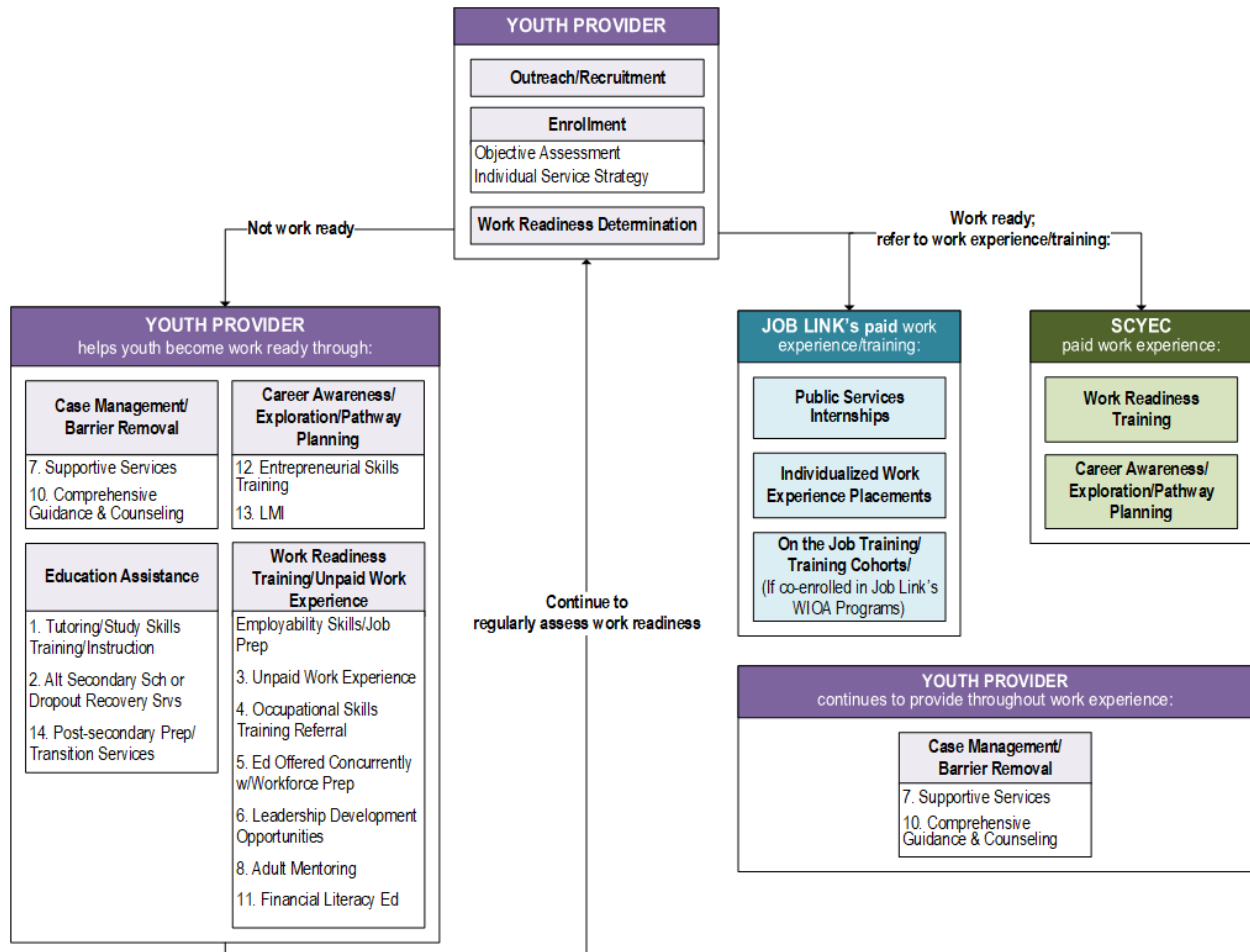 YOUTH PROVIDER
Outreach/Recruitment
Enrollment
Objective Assessment
Individual Service Strategy
Work Readiness Determination
Not work ready
Work ready;
refer to work experience/training:
YOUTH PROVIDER
helps youth become work ready through:
Case Management/
Barrier Removal
7. Supportive Services
10. Comprehensive
Guidance & Counseling
Career Awareness/
Exploration/Pathway
Planning
12. Entrepreneurial Skills
Training
13. LMI
Education Assistance
1. Tutoring/Study Skills
Training/Instruction
2. Alt Secondary Sch or
Dropout Recovery Srvs
14. Post-secondary Prep/
Transition Services
Work Readiness
Training/Unpaid Work
Experience
Employability Skills/Job
Prep
3. Unpaid Work Experience
4. Occupational Skills
Training Referral
5. Ed Offered Concurrently
w/Workforce Prep
6. Leadership Development
Opportunities
8. Adult Mentoring
11. Financial Literacy Ed
Continue to
regularly assess work readiness
JOB LINK's paid work
experience/training:
Public Services
Internships
Individualized Work
Experience Placements
On the Job Training/
Training Cohorts/
(If co-enrolled in Job Link's
WIOA Programs)
SCYEC
paid work experience:
Work Readiness
Training
Career Awareness/
Exploration/Pathway
Planning
YOUTH PROVIDER
continues to provide throughout work experience:
Case Management/
Barrier Removal
7. Supportive Services
10. Comprehensive
Guidance & Counseling